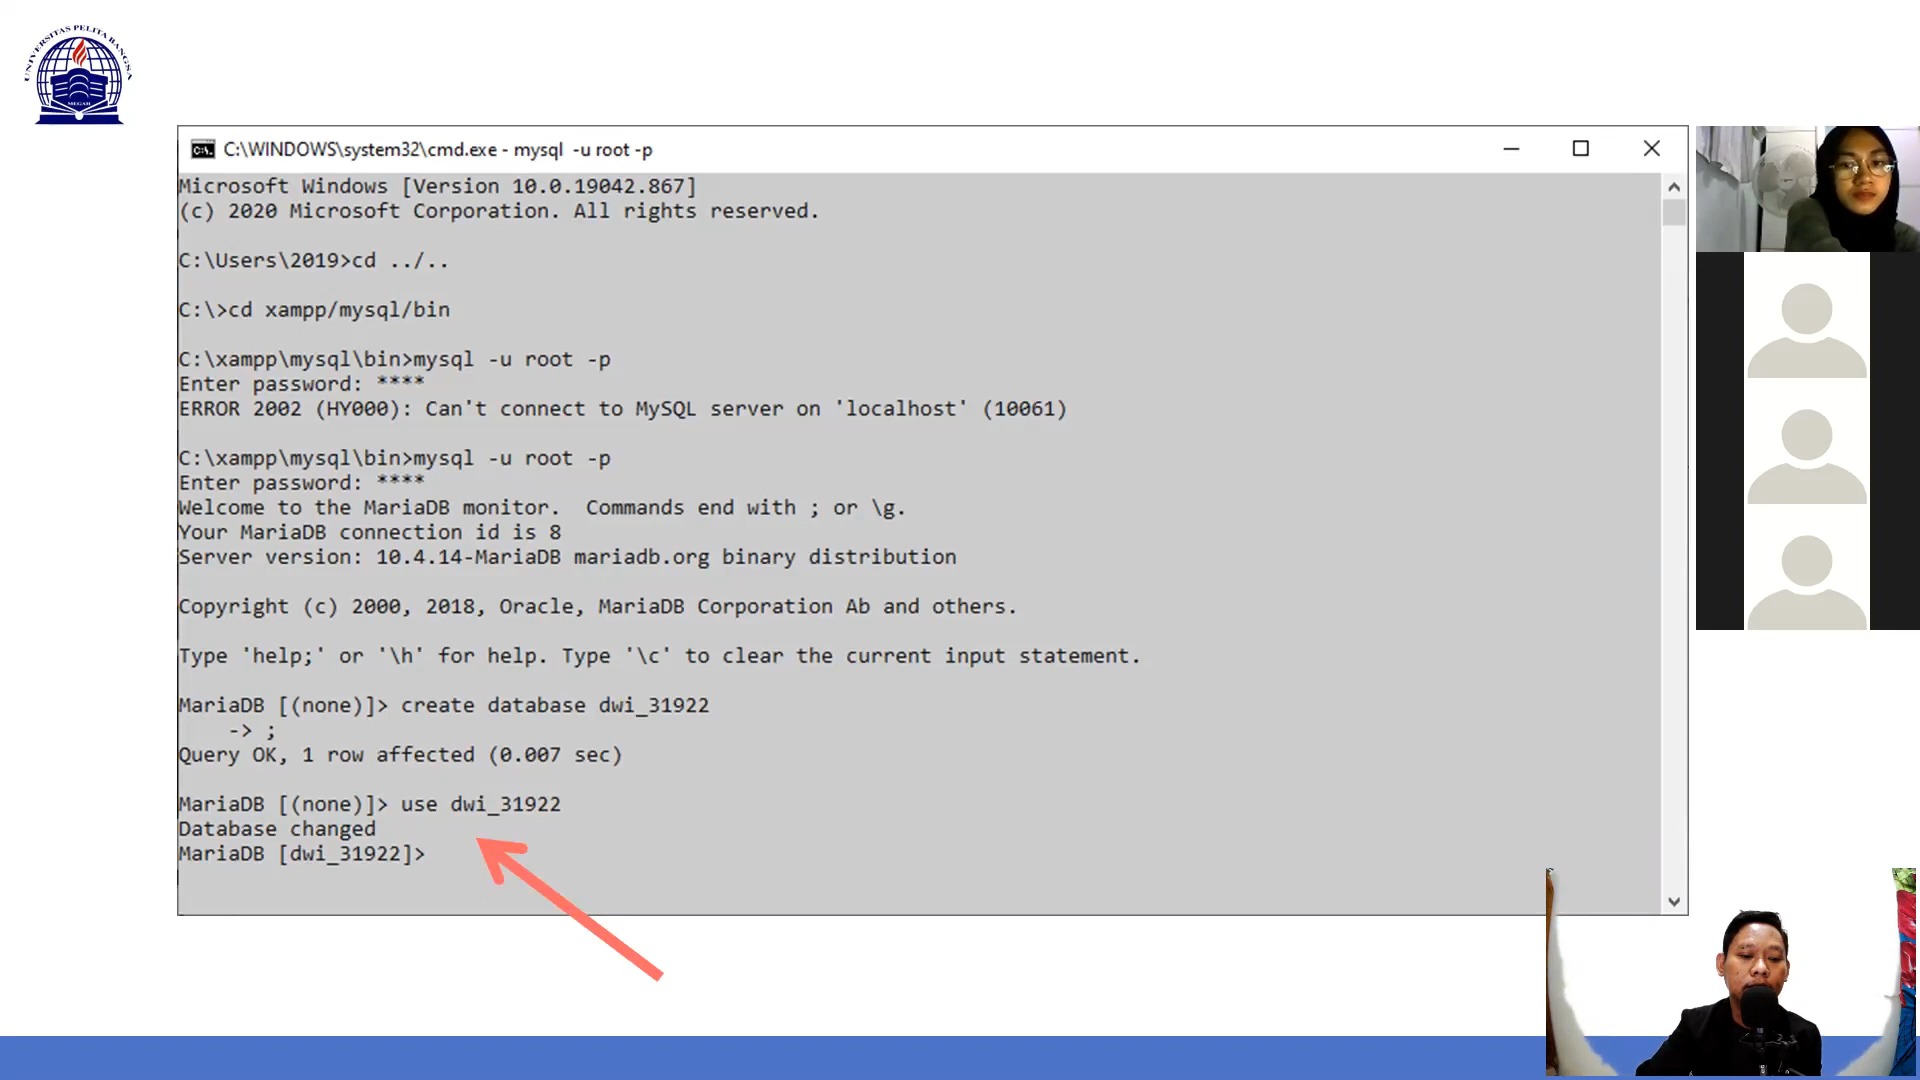 UNIVERSITAS PELITA BANGSA
MEGAH
C:\WINDOWS\system32\cmd.exe - mysql  -u root -p
Microsoft Windows [Version 10.0.19042.867]
(c) 2020 Microsoft Corporation. All rights reserved.
C:\Users\2019>cd ../..
C:\>cd xampp/mysql/bin
C:\xampp\mysql\bin>mysql -u root -p
Enter password: ****
ERROR 2002 (HY000): Can't connect to MySQL server on 'localhost' (10061)
C:\xampp\mysql\bin>mysql -u root -p
Enter password: ****
Welcome to the MariaDB monitor.  Commands end with ; or \g.
Your MariaDB connection id is 8
Server version: 10.4.14-MariaDB mariadb.org binary distribution
Copyright (c) 2000, 2018, Oracle, MariaDB Corporation Ab and others.
Type 'help;' or '\h' for help. Type '\c' to clear the current input statement.
MariaDB [(none)]> create database dwi_31922
    -> ;
Query OK, 1 row affected (0.007 sec)
MariaDB [(none)]> use dwi_31922
Database changed
MariaDB [dwi_31922]>